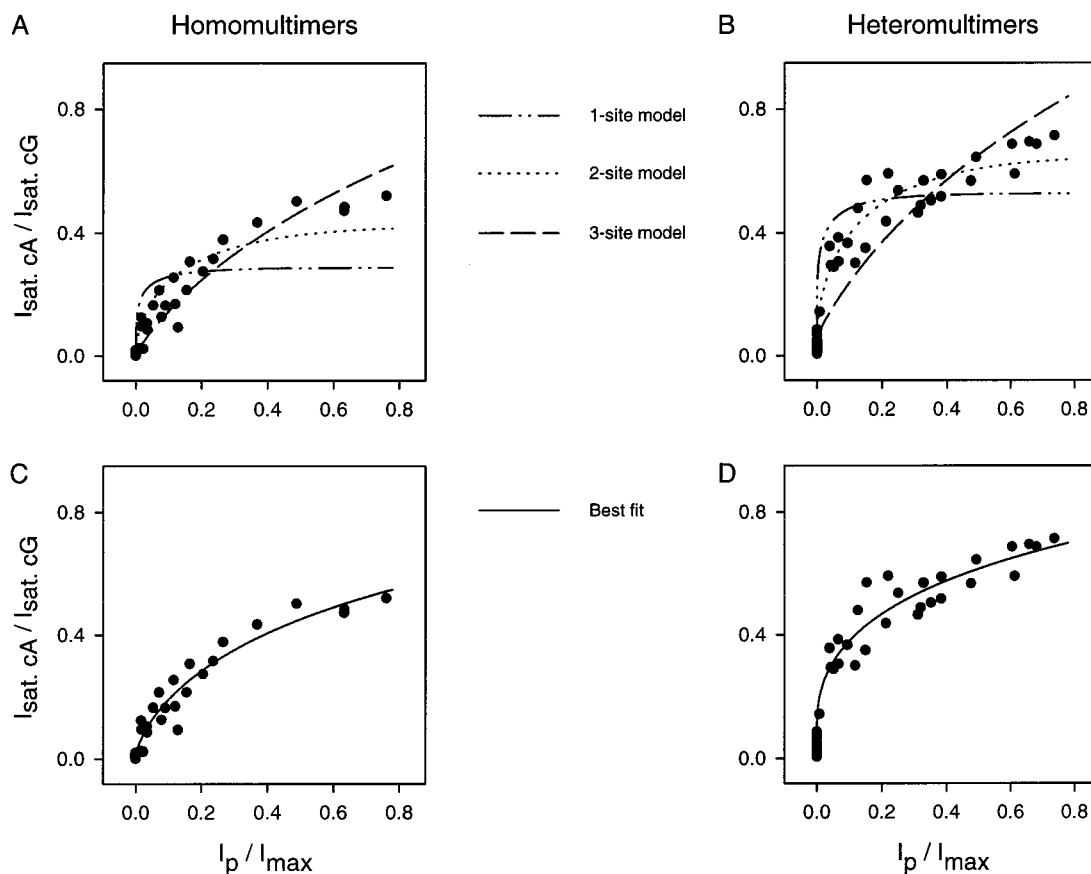 A
Homomultimers
B
Heteromultimers
0.8
0.4
0.0
0.0 0.2 0.4 0.6 0.8
Isat. cA / Isat. cG
1-site model
2-site model
3-site model
0.8
0.4
0.0
0.0 0.2 0.4 0.6 0.8
C
0.8
0.4
0.0
0.0 0.2 0.4 0.6 0.8
Isat. cA / Isat. cG
Ip / Imax
Best fit
D
0.8
0.4
0.0
0.0 0.2 0.4 0.6 0.8
Ip / Imax